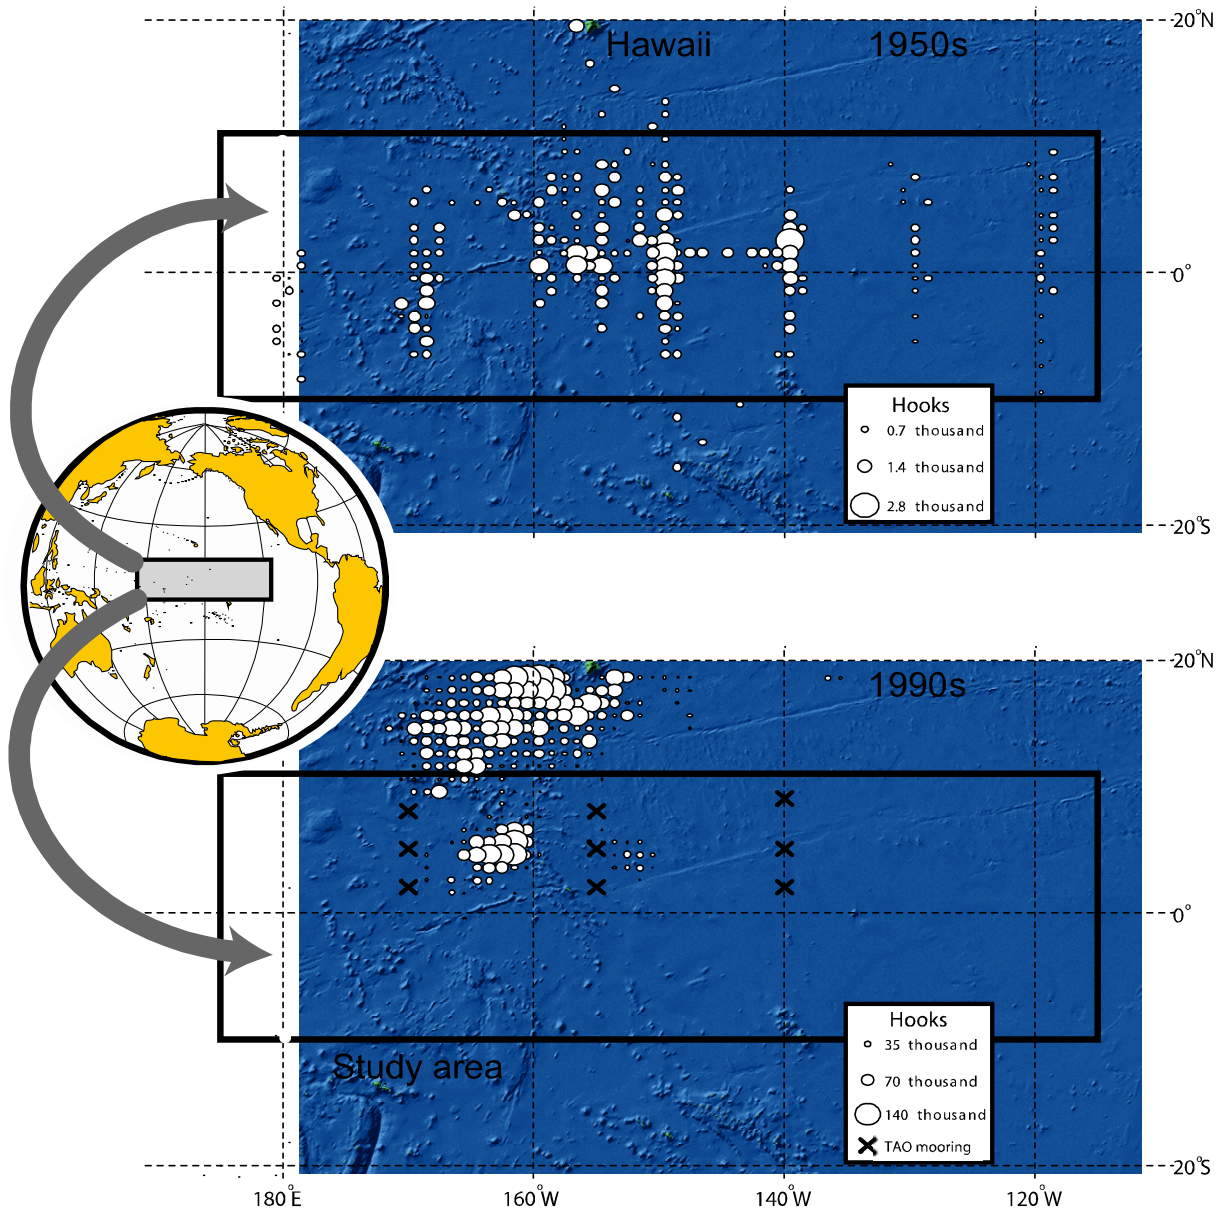 Hawaii
1950s
20°N
0°
Hooks
0.7 thousand
1.4 thousand
2.8 thousand
20°S
1990s
20°N
0°
Study area
Hooks
35 thousand
70 thousand
140 thousand
TAO mooring
20°S
180°E
160°W
140°W
120°W